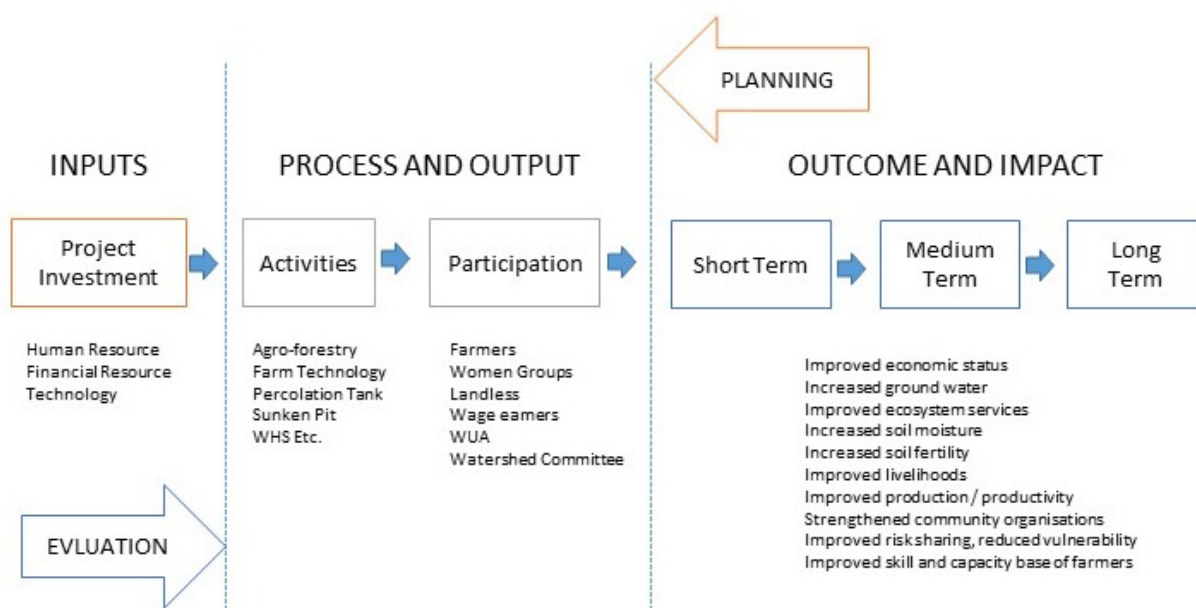 PLANNING
INPUTS
PROCESS AND OUTPUT
OUTCOME AND IMPACT
Project
Investment
Activities
Participation
Short Term
Medium
Term
Long
Term
Human Resource
Financial Resource
Technology
Agro-forestry
Farm Technology
Percolation Tank
Sunken Pit
WHS Etc.
Farmers
Women Groups
Landless
Wage earners
WUA
Watershed Committee
Improved economic status
Increased ground water
Improved ecosystem services
Increased soil moisture
Increased soil fertility
Improved livelihoods
Improved production / productivity
Strengthened community organisations
Improved risk sharing, reduced vulnerability
Improved skill and capacity base of farmers
EVLUATION